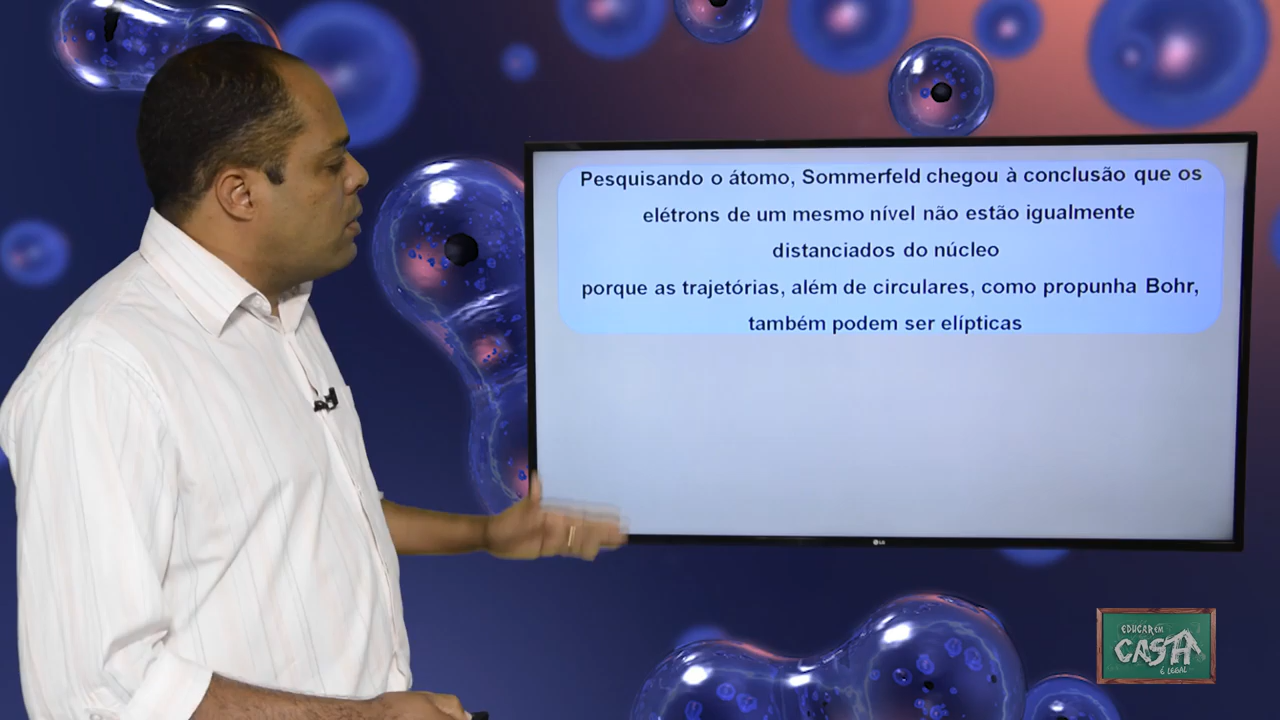 Pesquisando o átomo, Sommerfeld chegou à conclusão que os
elétrons de um mesmo nível não estão igualmente
distanciados do núcleo
porque as trajetórias, além de circulares, como propunha Bohr,
também podem ser elípticas
LG
EDUCAR EM
CASA
É LEGAL